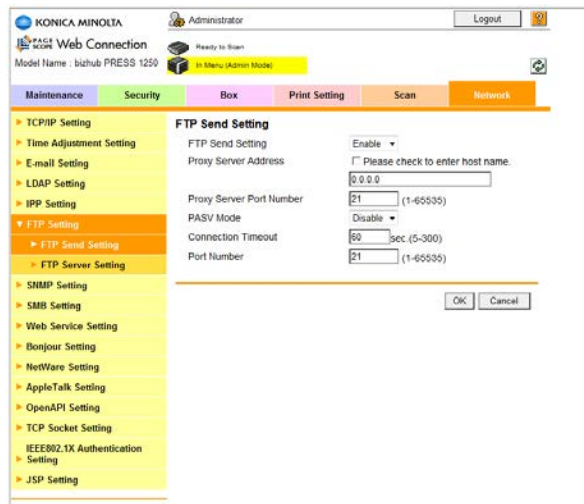 KONICA MINOLTA
Administrator
Logout
?
PAGE SCOPE Web Connection
Ready to Scan
Model Name : bizhub PRESS 1250
In Menu (Admin Mode)
Maintenance
Security
Box
Print Setting
Scan
Network
TCP/IP Setting
Time Adjustment Setting
E-mail Setting
LDAP Setting
IPP Setting
FTP Setting
FTP Send Setting
FTP Server Setting
SNMP Setting
SMB Setting
Web Service Setting
Bonjour Setting
NetWare Setting
AppleTalk Setting
OpenAPI Setting
TCP Socket Setting
IEEE802.1X Authentication
Setting
JSP Setting
FTP Send Setting
FTP Send Setting Enable
Proxy Server Address Please check to enter host name.
0.0.0.0
Proxy Server Port Number 21 (1-65535)
PASV Mode Disable
Connection Timeout 60 sec.(5-300)
Port Number 21 (1-65535)
OK Cancel